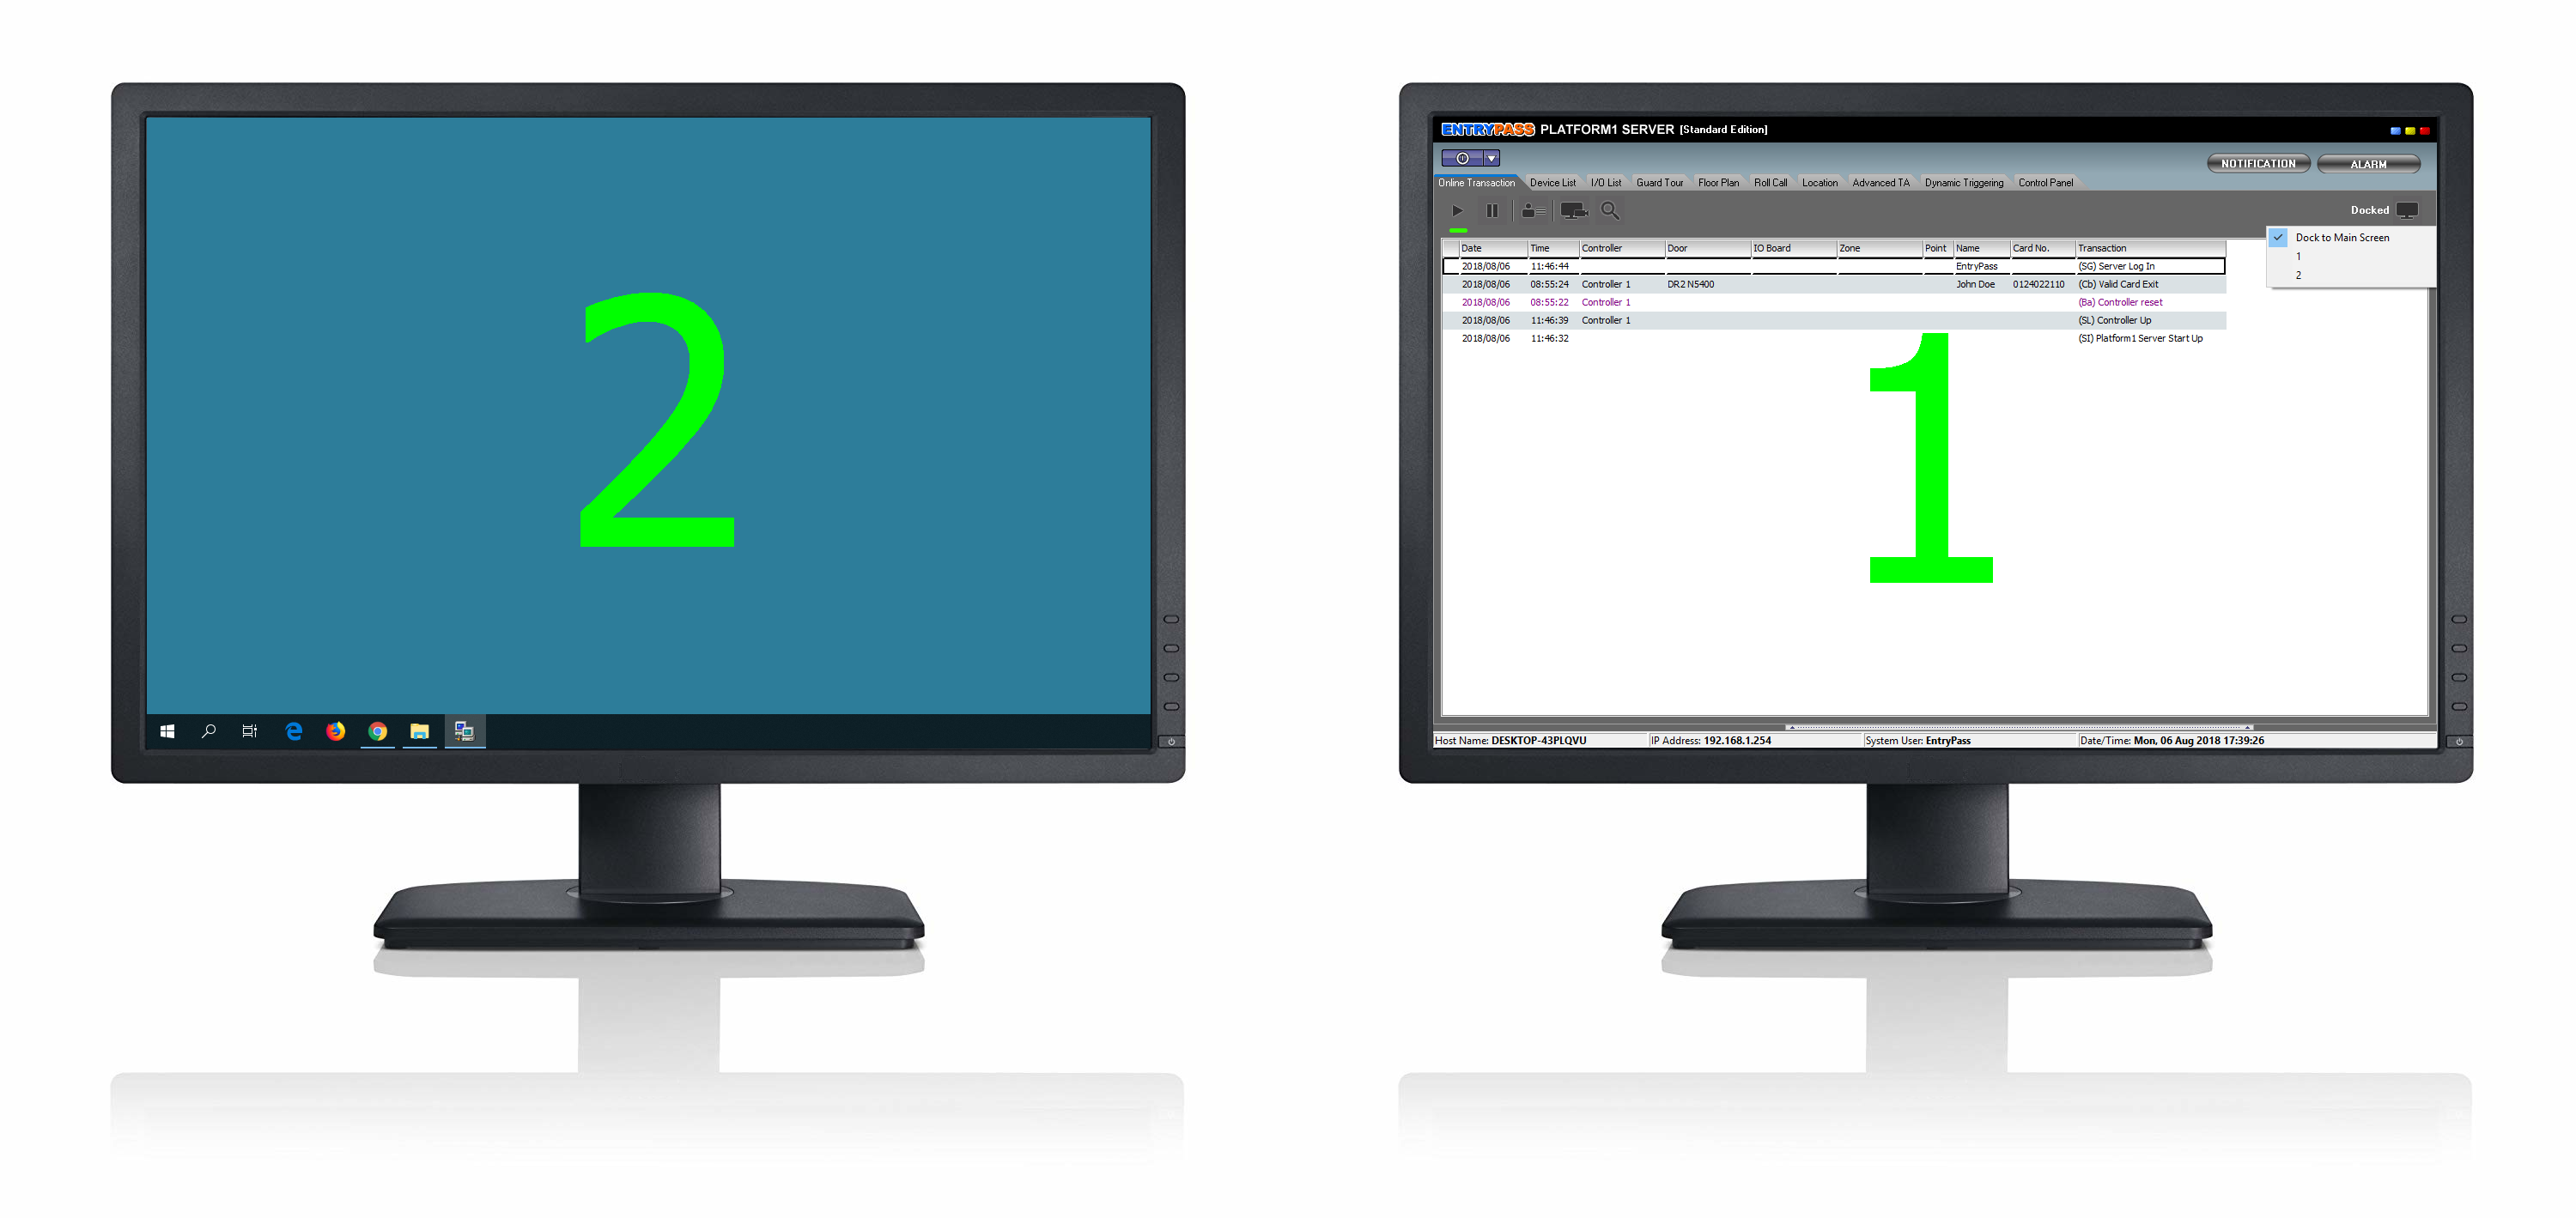 2
ENTRYPASS PLATFORM1 SERVER [Standard Edition]
NOTIFICATION ALARM
Online Transaction Device List I/O List Guard Tour Floor Plan Roll Call Location Advanced TA Dynamic Triggering Control Panel
Docked
Dock to Main Screen
1
2
Date Time Controller Door IO Board Zone Point Name Card No. Transaction
2018/08/06 11:46:44 EntryPass (SG) Server Log In
2018/08/06 08:55:24 Controller 1 DR2 N5400 John Doe 0124022110 (Cb) Valid Card Exit
2018/08/06 08:55:22 Controller 1 (Ba) Controller reset
2018/08/06 11:46:39 Controller 1 (SL) Controller Up
2018/08/06 11:46:32 (SI) Platform1 Server Start Up
1
Host Name: DESKTOP-43PLQVU IP Address: 192.168.1.254 System User: EntryPass Date/Time: Mon, 06 Aug 2018 17:39:26